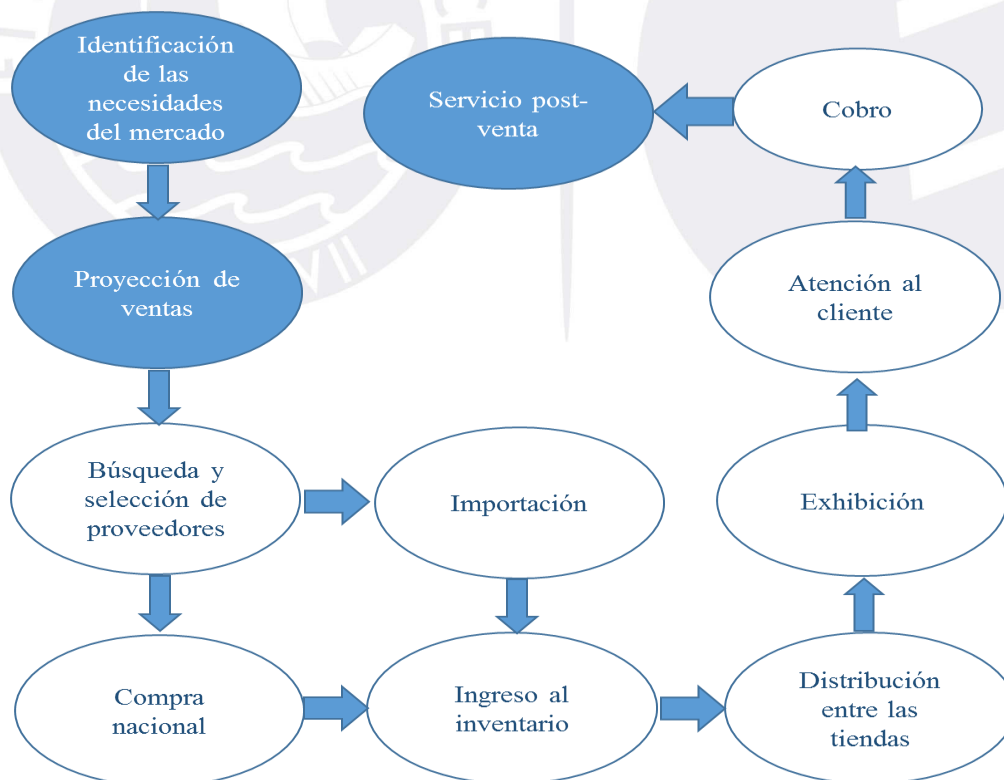 Identificación
de las
necesidades
del mercado
Proyección de
ventas
Búsqueda y
selección de
proveedores
Compra
nacional
Importación
Ingreso al
inventario
Distribución
entre las
tiendas
Exhibición
Atención al
cliente
Cobro
Servicio post-
venta
VII